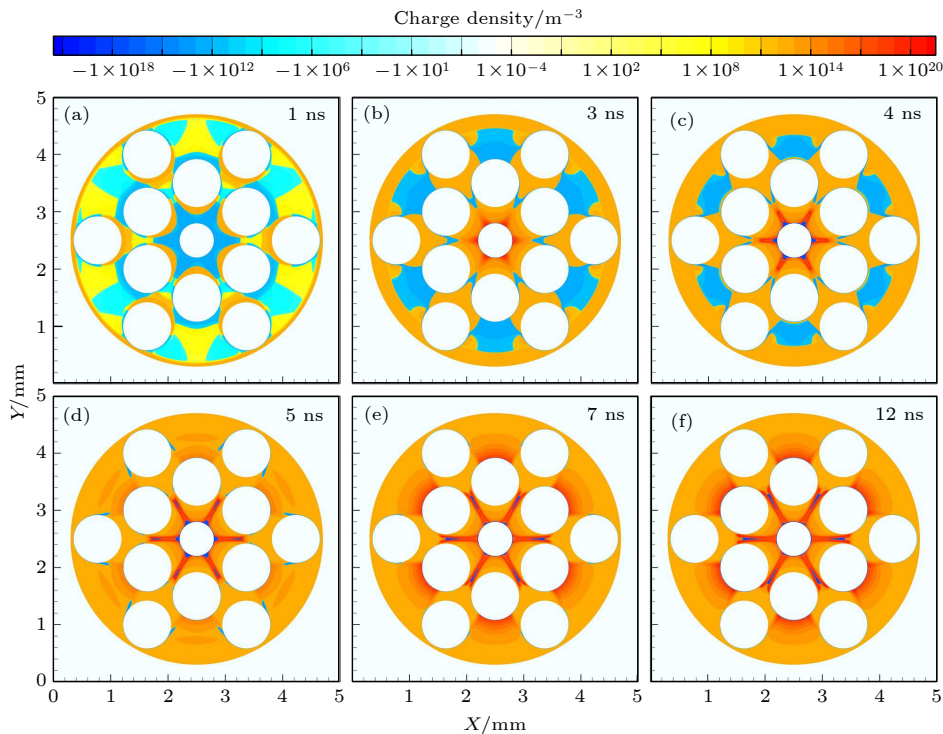 Charge density/m⁻³
−1×10¹⁸ −1×10¹² −1×10⁶ −1×10¹ 1×10⁻⁴ 1×10² 1×10⁸ 1×10¹⁴ 1×10²⁰
(a) 1 ns (b) 3 ns (c) 4 ns
5
4
3
2
1
(d) 5 ns (e) 7 ns (f) 12 ns
5
4
3
2
1
0
0 1 2 3 4 5 1 2 3 4 5 1 2 3 4 5
Y/mm
X/mm